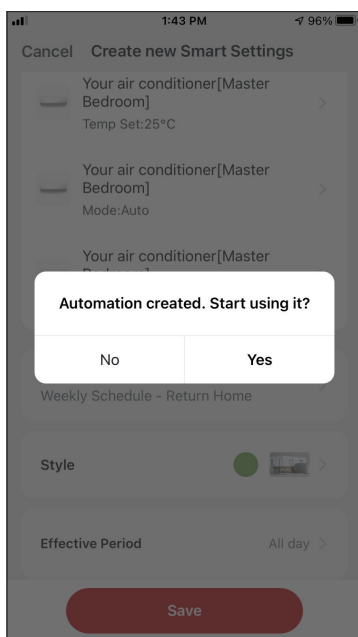 1:43 PM
96%
Cancel Create new Smart Settings
Your air conditioner[Master
Bedroom]
Temp Set:25°C
Your air conditioner[Master
Bedroom]
Mode:Auto
Your air conditioner[Master
Automation created. Start using it?
No Yes
Weekly Schedule - Return Home
Style
Effective Period All day
Save